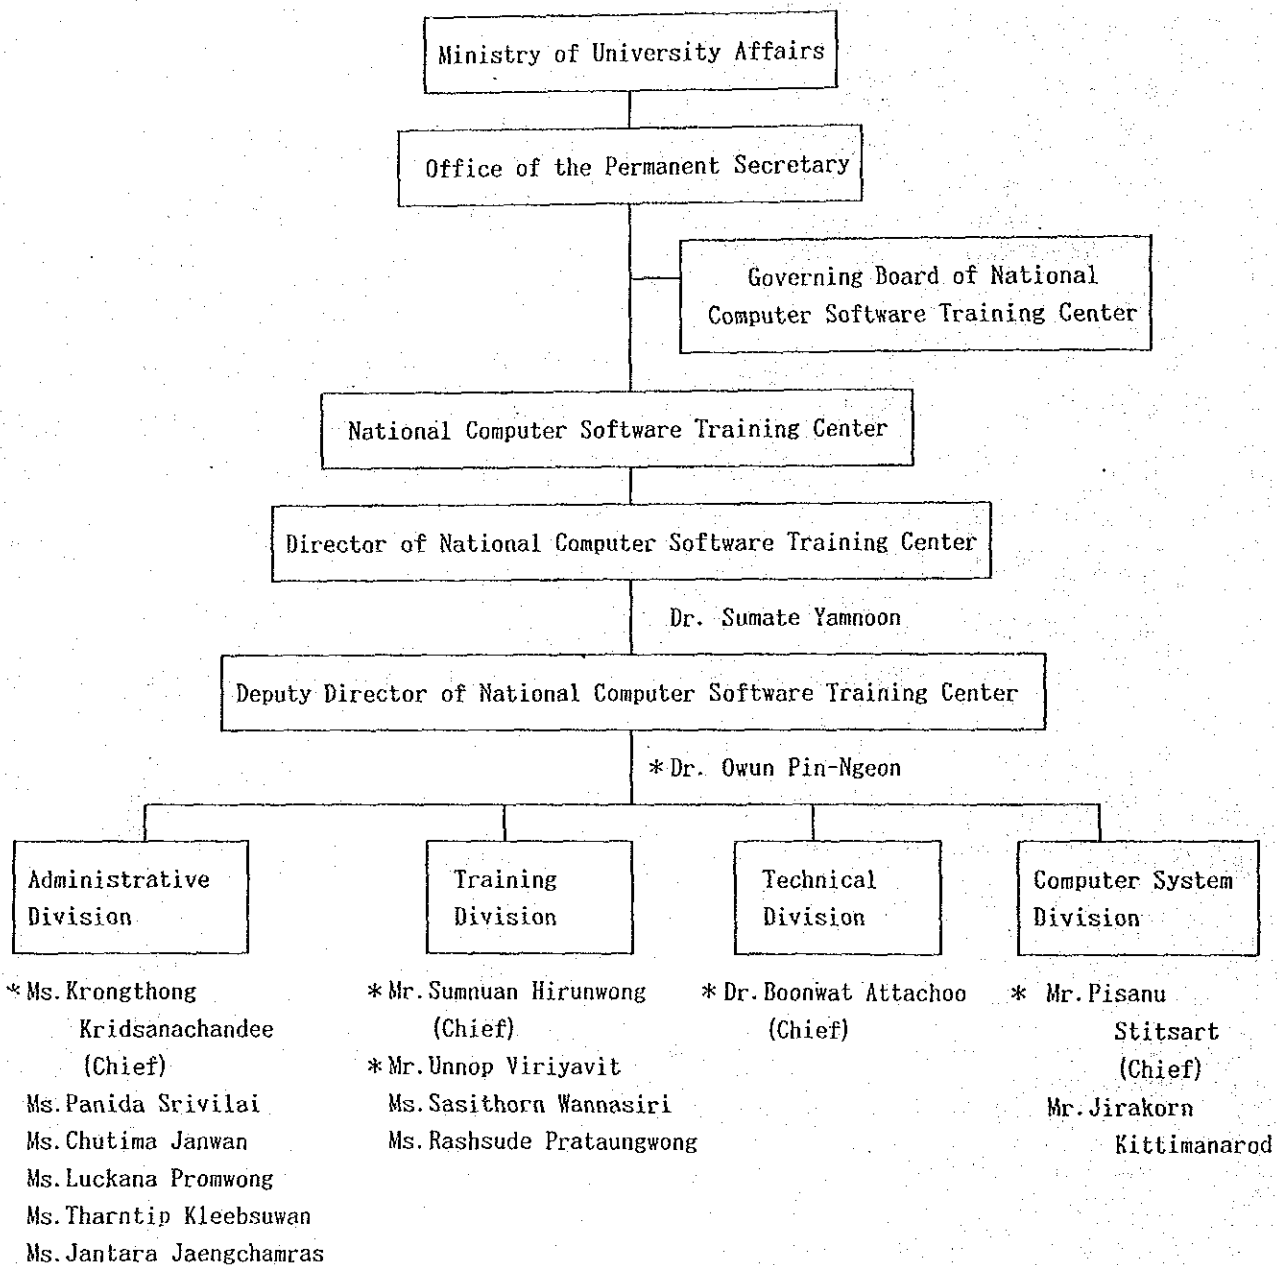 Ministry of University Affairs
Office of the Permanent Secretary
Governing Board of National
Computer Software Training Center
National Computer Software Training Center
Director of National Computer Software Training Center
Dr. Sumate Yamnoon
Deputy Director of National Computer Software Training Center
*Dr. Owun Pin-Ngeon
Administrative
Division
Training
Division
Technical
Division
Computer System
Division
*Ms.Krongthong
Kridsanachandee
(Chief)
Ms.Panida Srivilai
Ms.Chutima Janwan
Ms.Luckana Promwong
Ms.Tharntip Kleebsuwan
Ms.Jantara Jaengchamras
*Mr.Sumnuan Hirunwong
(Chief)
*Mr.Unnop Viriyavit
Ms.Sasithorn Wannasiri
Ms.Rashsude Prataungwong
*Dr.Boonwat Attachoo
(Chief)
* Mr.Pisanu
Stitsart
(Chief)
Mr.Jirakorn
Kittimanarod